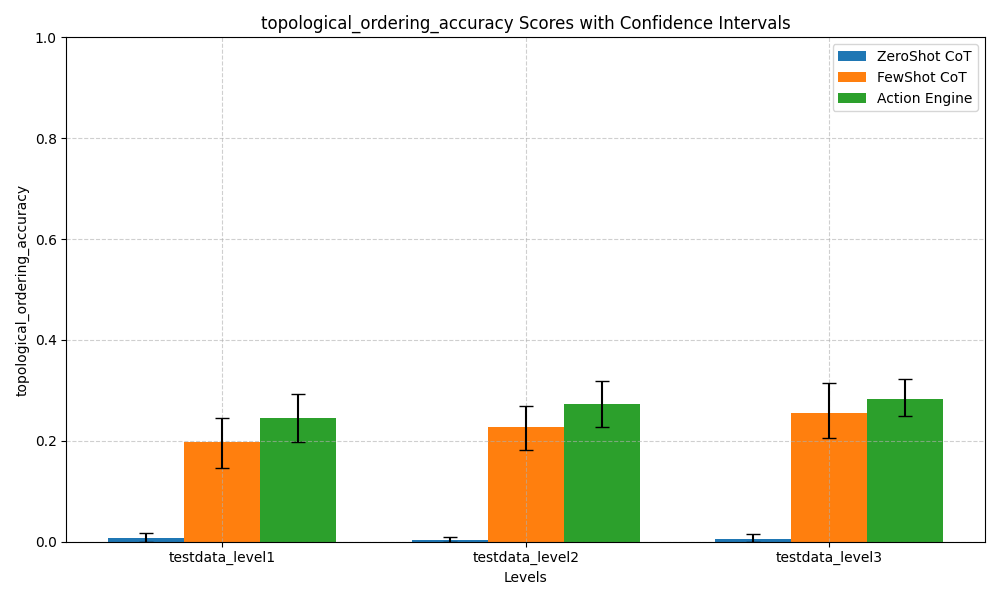 topological_ordering_accuracy Scores with Confidence Intervals
ZeroShot CoT
FewShot CoT
Action Engine
topological_ordering_accuracy
1.0
0.8
0.6
0.4
0.2
0.0
testdata_level1
testdata_level2
testdata_level3
Levels